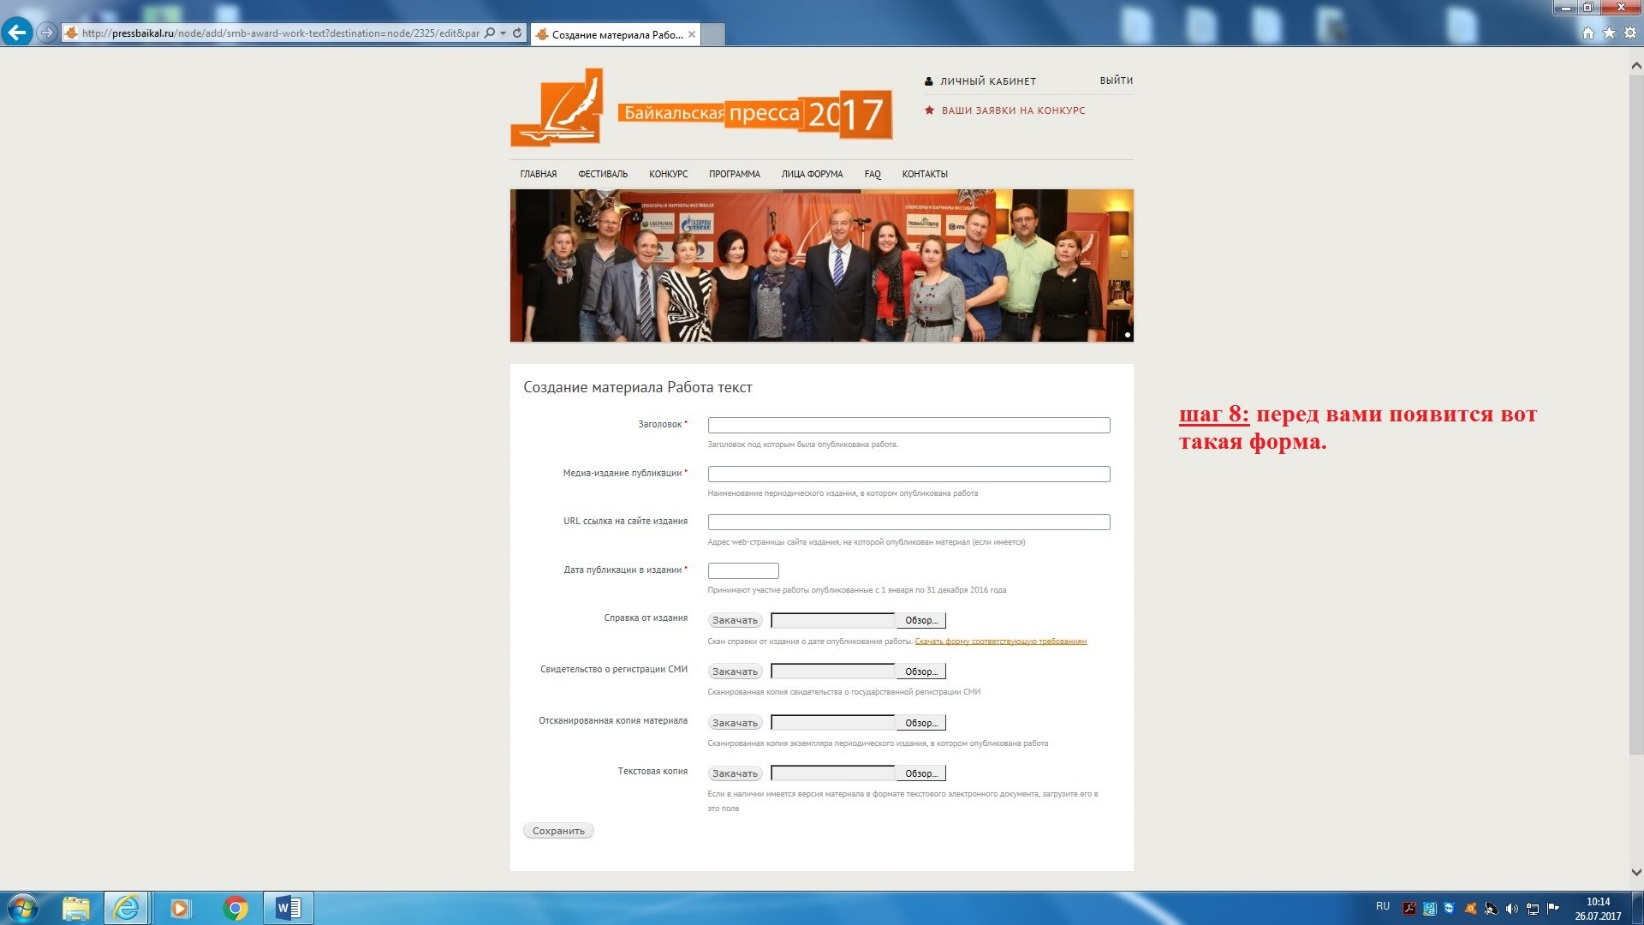 http://pressbaikal.ru/node/add/smb-award-work-text?destination=node/2325/edit&par
Создание материала Рабо...
Байкальская пресса 2017
ЛИЧНЫЙ КАБИНЕТ
ВЫЙТИ
ВАШИ ЗАЯВКИ НА КОНКУРС
ГЛАВНАЯ ФЕСТИВАЛЬ КОНКУРС ПРОГРАММА ЛИЦА ФОРУМА FAQ КОНТАКТЫ
Создание материала Работа текст
Заголовок *
Заголовок под которым была опубликована работа.
Медиа-издание публикации *
Наименование периодического издания, в котором опубликована работа
URL ссылка на сайте издания
Адрес web-страницы сайта издания, на которой опубликован материал (если имеется)
Дата публикации в издании *
Принимают участие работы опубликованные с 1 января по 31 декабря 2016 года
Справка от издания Закачать Обзор...
Скан справки от издания о дате опубликования работы. Скачать форму соответствующую требованиям
Свидетельство о регистрации СМИ Закачать Обзор...
Сканированная копия свидетельства о государственной регистрации СМИ
Отсканированная копия материала Закачать Обзор...
Сканированная копия экземпляра периодического издания, в котором опубликована работа
Текстовая копия Закачать Обзор...
Если в наличии имеется версия материала в формате текстового электронного документа, загрузите его в
это поле
Сохранить
шаг 8: перед вами появится вот
такая форма.
RU
10:14
26.07.2017